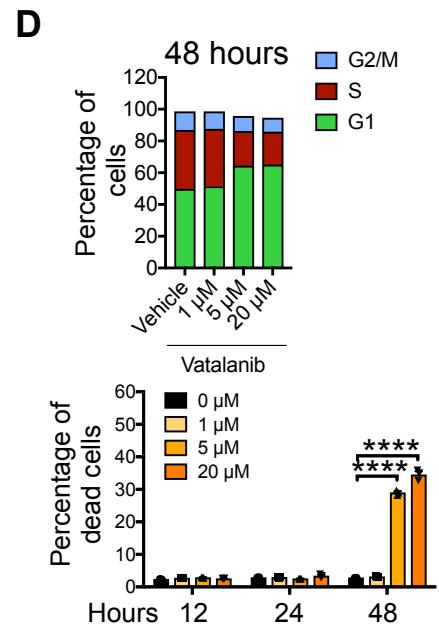 D
48 hours
G2/M
S
G1
Percentage of
cells
120
100
80
60
40
20
0
Vehicle
1 µM
5 µM
20 µM
Vatalanib
Percentage of
dead cells
60
50
40
30
20
10
0
0 µM
1 µM
5 µM
20 µM
****
****
Hours 12 24 48